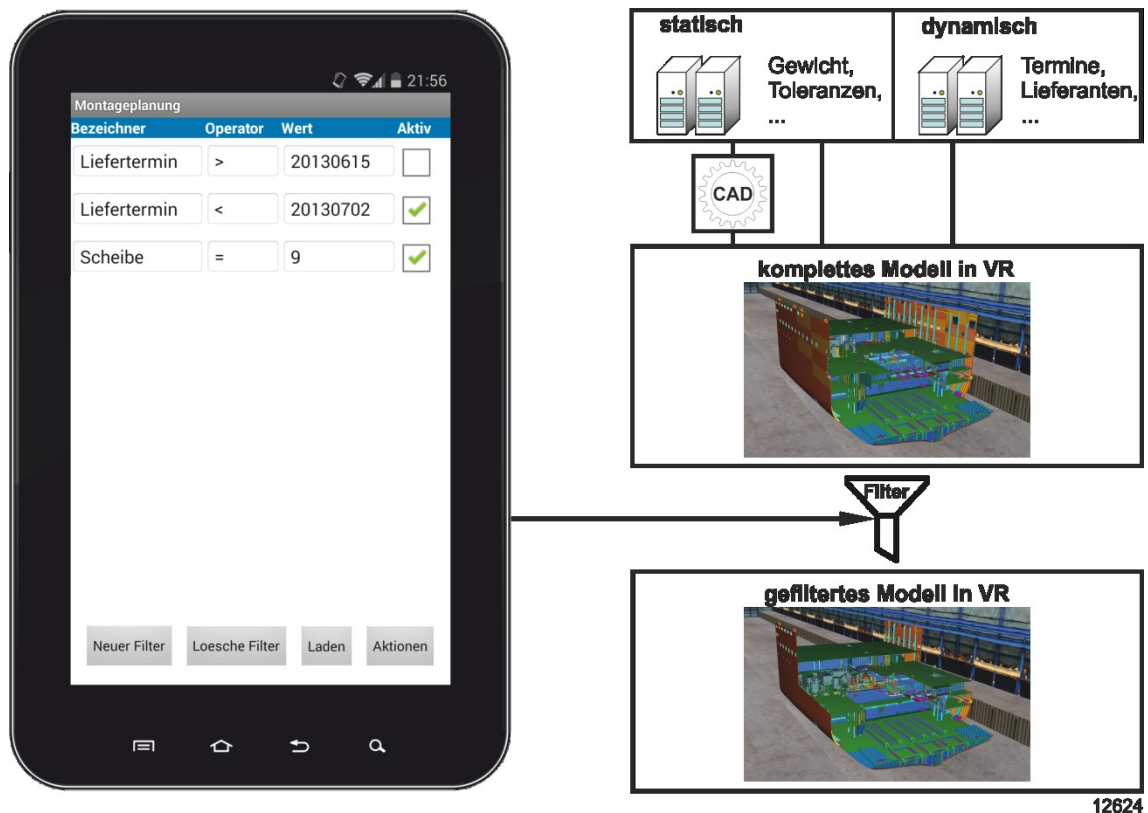 21:56
Montageplanung
Bezeichner Operator Wert Aktiv
Liefertermin > 20130615
Liefertermin < 20130702
Scheibe = 9
Neuer Filter Loesche Filter Laden Aktionen
statisch
Gewicht,
Toleranzen,
...
dynamisch
Termine,
Lieferanten,
...
CAD
komplettes Modell in VR
Filter
gefiltertes Modell in VR
12624